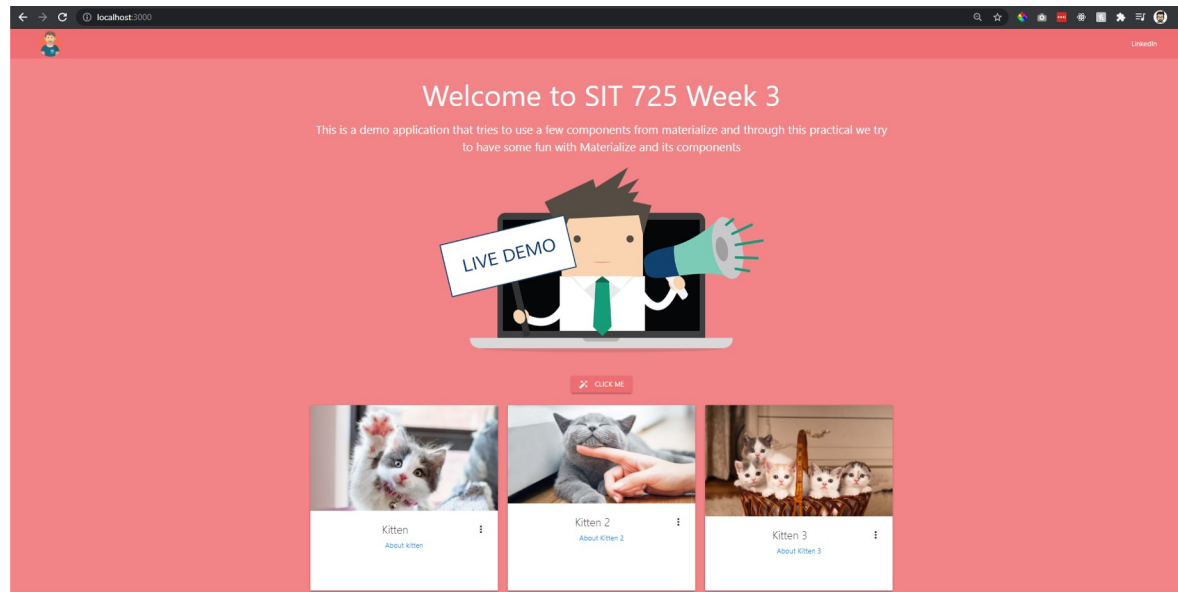 localhost:3000
LinkedIn
Welcome to SIT 725 Week 3
This is a demo application that tries to use a few components from materialize and through this practical we try
to have some fun with Materialize and its components
LIVE DEMO
CLICK ME
Kitten
About kitten
Kitten 2
About Kitten 2
Kitten 3
About Kitten 3